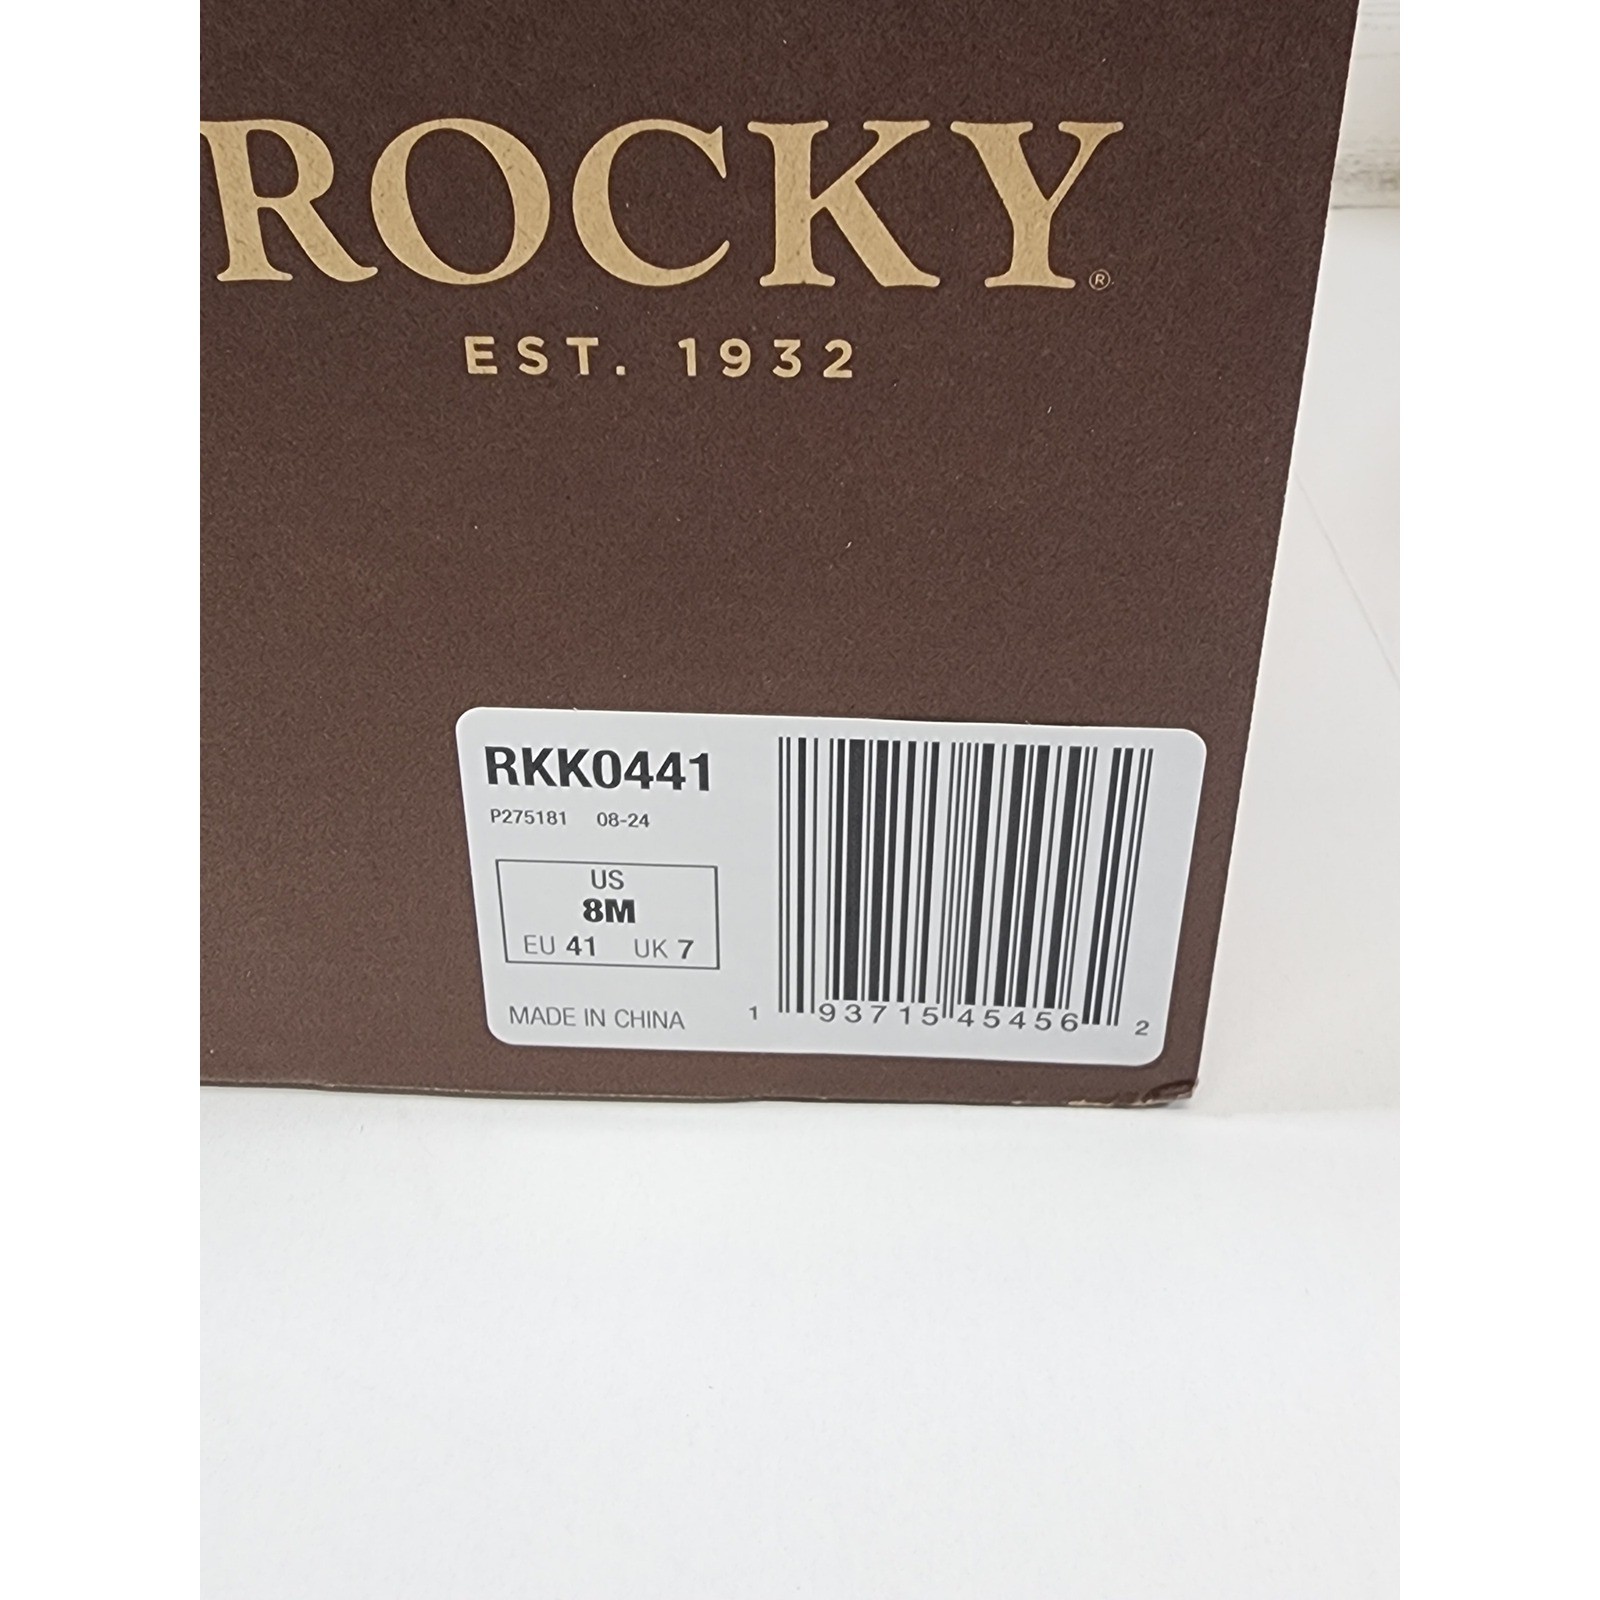 ROCKY®
EST. 1932
RKK0441
P275181 08-24
US
8M
EU 41 UK 7
MADE IN CHINA
1 93715 45456 2